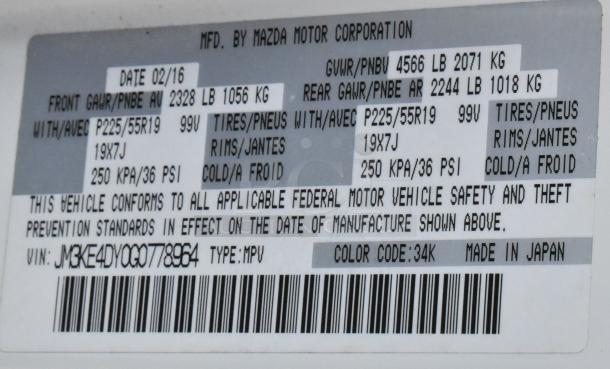 MFD. BY MAZDA MOTOR CORPORATION
DATE 02/16 GVWR/PNBV 4566 LB 2071 KG
FRONT GAWR/PNBE AV 2328 LB 1056 KG REAR GAWR/PNBE AR 2244 LB 1018 KG
WITH/AVEC P225/55R19 99V TIRES/PNEUS WITH/AVEC P225/55R19 99V TIRES/PNEUS
19X7J RIMS/JANTES 19X7J RIMS/JANTES
250 KPA/36 PSI COLD/A FROID 250 KPA/36 PSI COLD/A FROID
THIS VEHICLE CONFORMS TO ALL APPLICABLE FEDERAL MOTOR VEHICLE SAFETY AND THEFT
PREVENTION STANDARDS IN EFFECT ON THE DATE OF MANUFACTURE SHOWN ABOVE.
VIN: JM3KE4DY0G0778964 TYPE:MPV COLOR CODE:34K MADE IN JAPAN